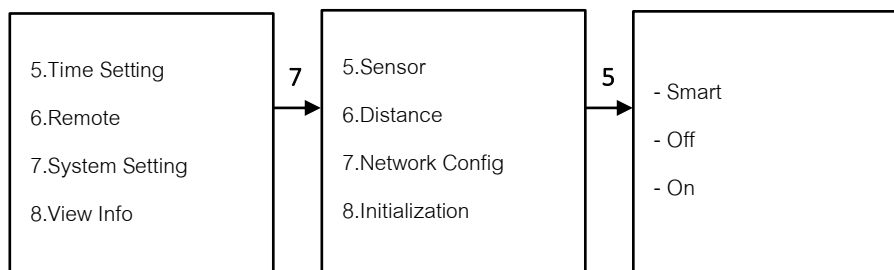 5.Time Setting
6.Remote
7.System Setting
8.View Info
7
5.Sensor
6.Distance
7.Network Config
8.Initialization
5
- Smart
- Off
- On